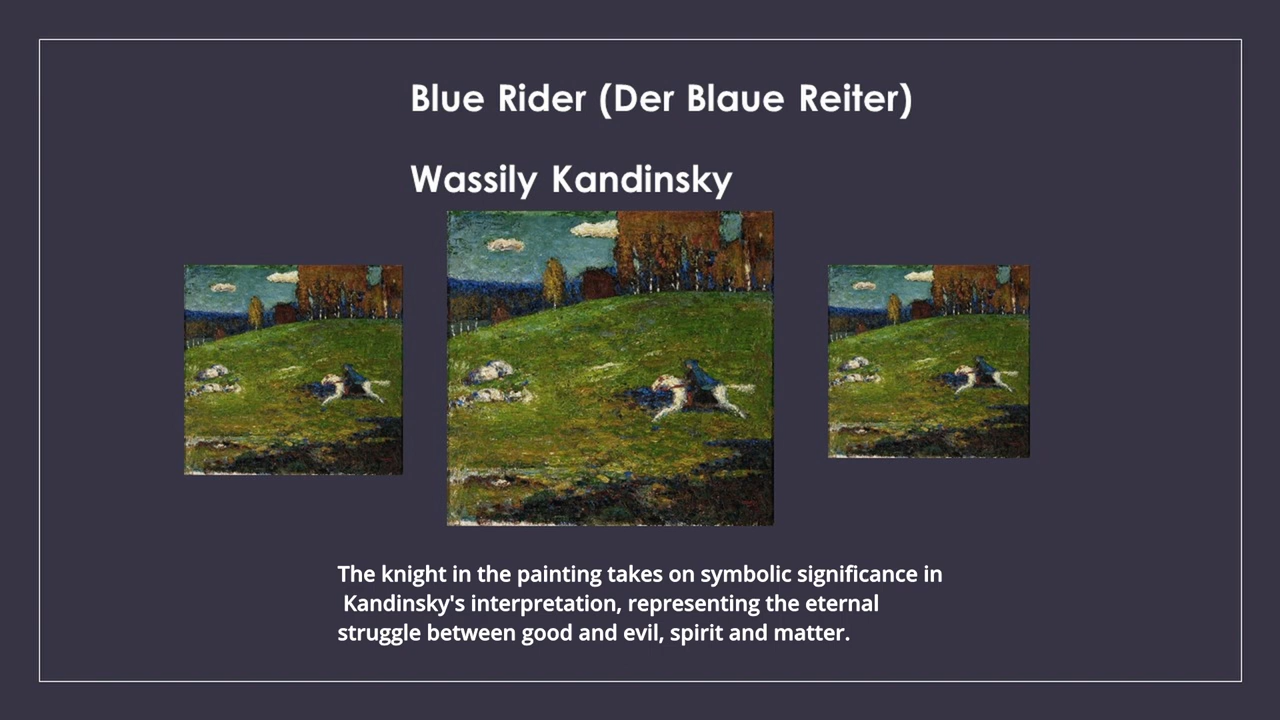 Blue Rider (Der Blaue Reiter)
Wassily Kandinsky
The knight in the painting takes on symbolic significance in
Kandinsky's interpretation, representing the eternal
struggle between good and evil, spirit and matter.